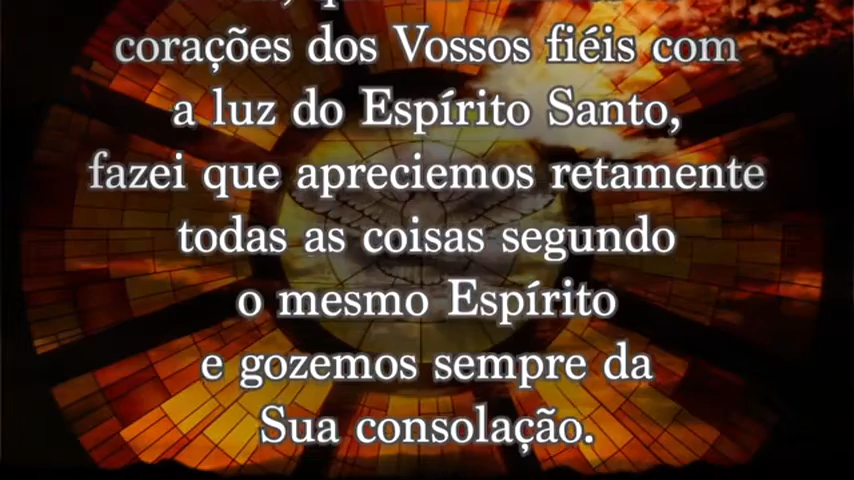 corações dos Vossos fiéis com
a luz do Espírito Santo,
fazei que apreciemos retamente
todas as coisas segundo
o mesmo Espírito
e gozemos sempre da
Sua consolação.